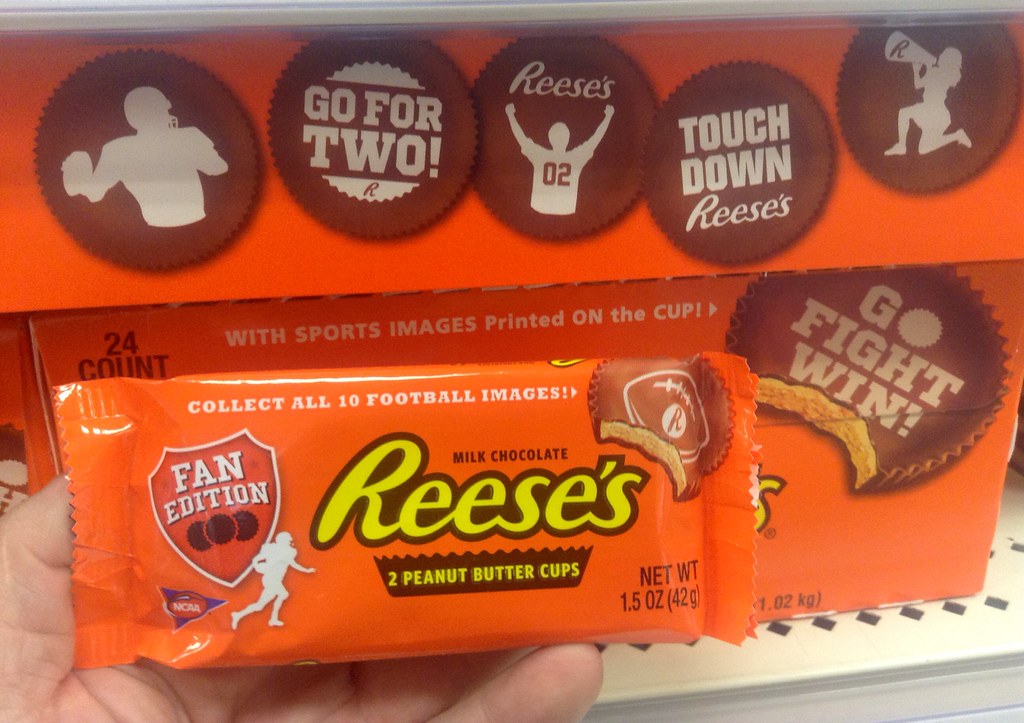 GO FOR
TWO!
R
Reese's
02
TOUCH
DOWN
Reese's
R
24
COUNT
WITH SPORTS IMAGES Printed ON the CUP!
GO
FIGHT
WIN!
COLLECT ALL 10 FOOTBALL IMAGES!
R
FAN
EDITION
MILK CHOCOLATE
Reese's
2 PEANUT BUTTER CUPS
NCAA
NET WT
1.5 OZ (42g)
s®
1.02 kg)